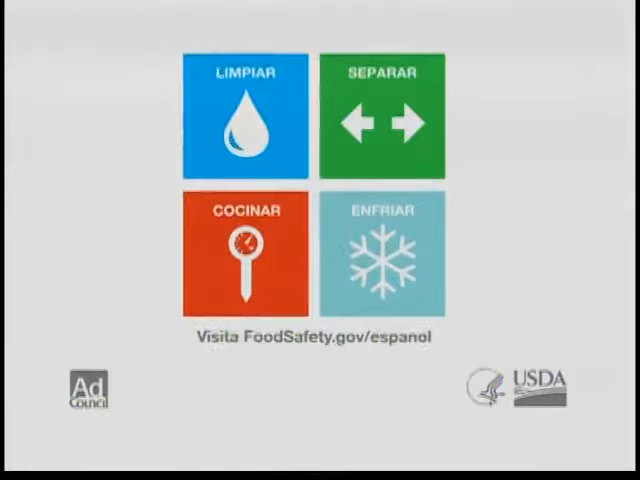 LIMPIAR
SEPARAR
COCINAR
ENFRIAR
Visita FoodSafety.gov/espanol
Ad
Council
USDA